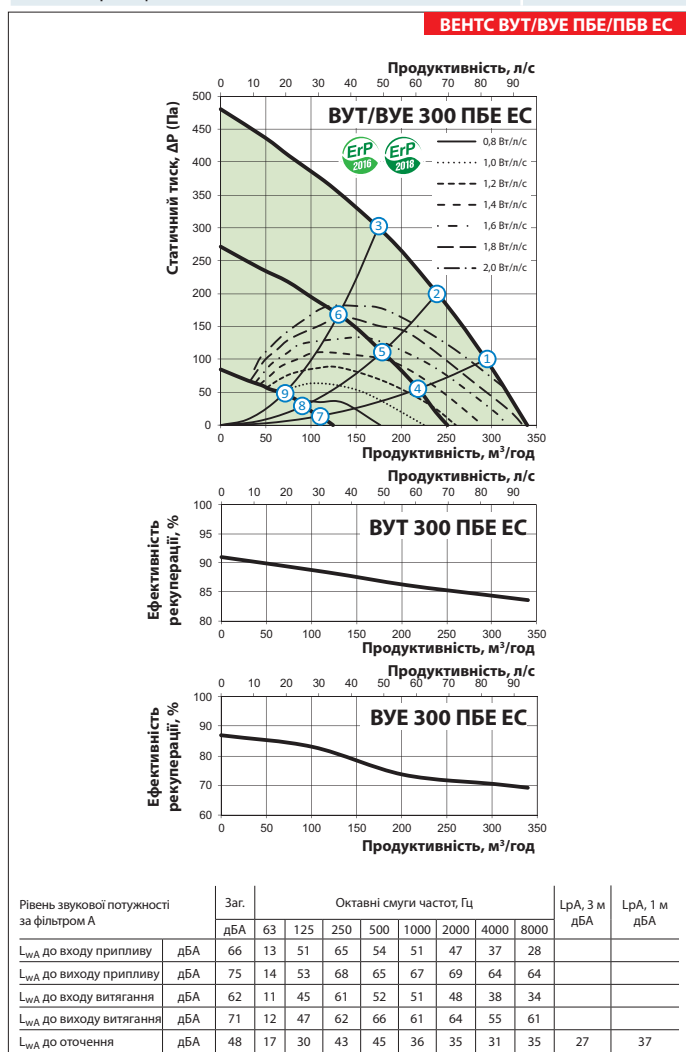 ВЕНТС ВУТ/ВУЕ ПБЕ/ПБВ ЕС
Продуктивність, л/с
0 10 20 30 40 50 60 70 80 90
ВУТ/ВУЕ 300 ПБЕ ЕС
ErP 2016
ErP 2018
0,8 Вт/л/с
1,0 Вт/л/с
1,2 Вт/л/с
1,4 Вт/л/с
1,6 Вт/л/с
1,8 Вт/л/с
2,0 Вт/л/с
Статичний тиск, ΔP (Па)
500
450
400
350
300
250
200
150
100
50
0
3
2
6
1
5
4
9
8
7
0 50 100 150 200 250 300 350
Продуктивність, м³/год
Продуктивність, л/с
0 10 20 30 40 50 60 70 80 90
ВУТ 300 ПБЕ ЕС
Ефективність
рекуперації, %
100
95
90
85
80
0 50 100 150 200 250 300 350
Продуктивність, м³/год
Продуктивність, л/с
0 10 20 30 40 50 60 70 80 90
ВУЕ 300 ПБЕ ЕС
Ефективність
рекуперації, %
100
90
80
70
60
0 50 100 150 200 250 300 350
Продуктивність, м³/год
Рівень звукової потужності
за фільтром А
Заг. Октавні смуги частот, Гц LpA, 3 м дБА LpA, 1 м дБА
дБА 63 125 250 500 1000 2000 4000 8000
LwA до входу припливу дБА 66 13 51 65 54 51 47 37 28
LwA до виходу припливу дБА 75 14 53 68 65 67 69 64 64
LwA до входу витягання дБА 62 11 45 61 52 51 48 38 34
LwA до виходу витягання дБА 71 12 47 62 66 61 64 55 61
LwA до оточення дБА 48 17 30 43 45 36 35 31 35 27 37